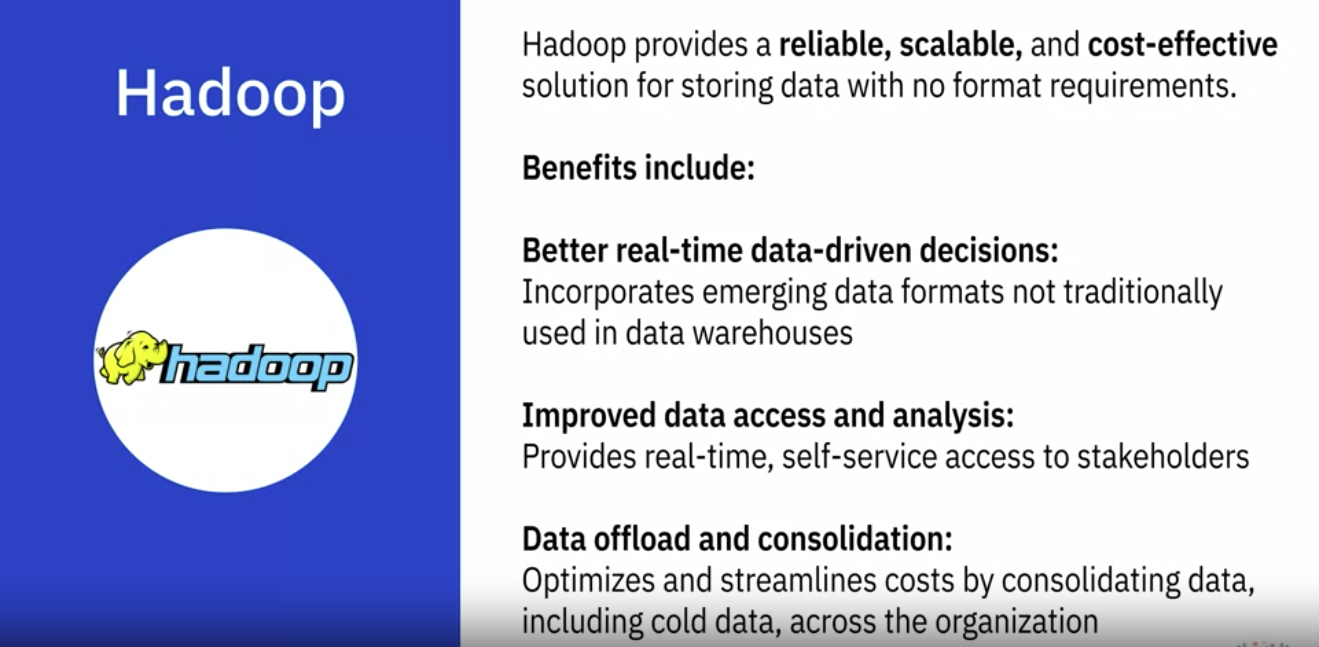 Hadoop
hadoop
Hadoop provides a reliable, scalable, and cost-effective
solution for storing data with no format requirements.
Benefits include:
Better real-time data-driven decisions:
Incorporates emerging data formats not traditionally
used in data warehouses
Improved data access and analysis:
Provides real-time, self-service access to stakeholders
Data offload and consolidation:
Optimizes and streamlines costs by consolidating data,
including cold data, across the organization